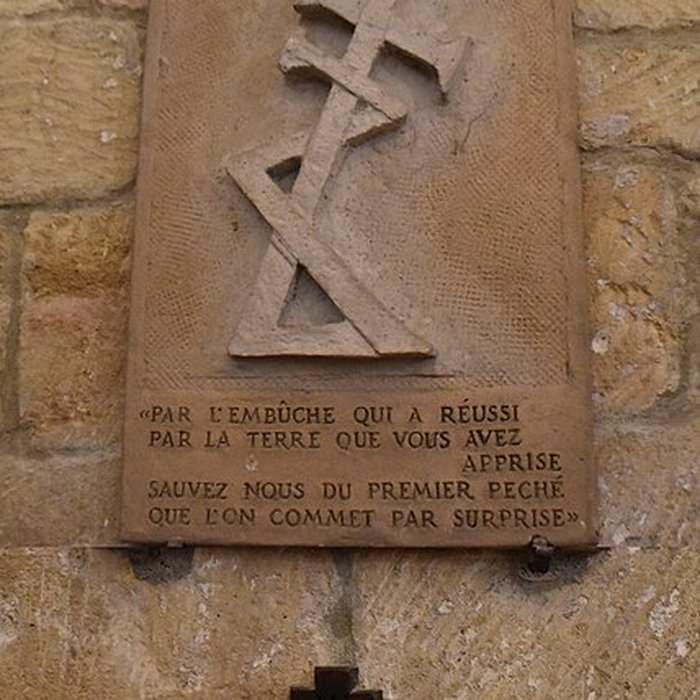 «PAR L'EMBÛCHE QUI A RÉUSSI
PAR LA TERRE QUE VOUS AVEZ
APPRISE
SAUVEZ NOUS DU PREMIER PECHÉ
QUE L'ON COMMET PAR SURPRISE»